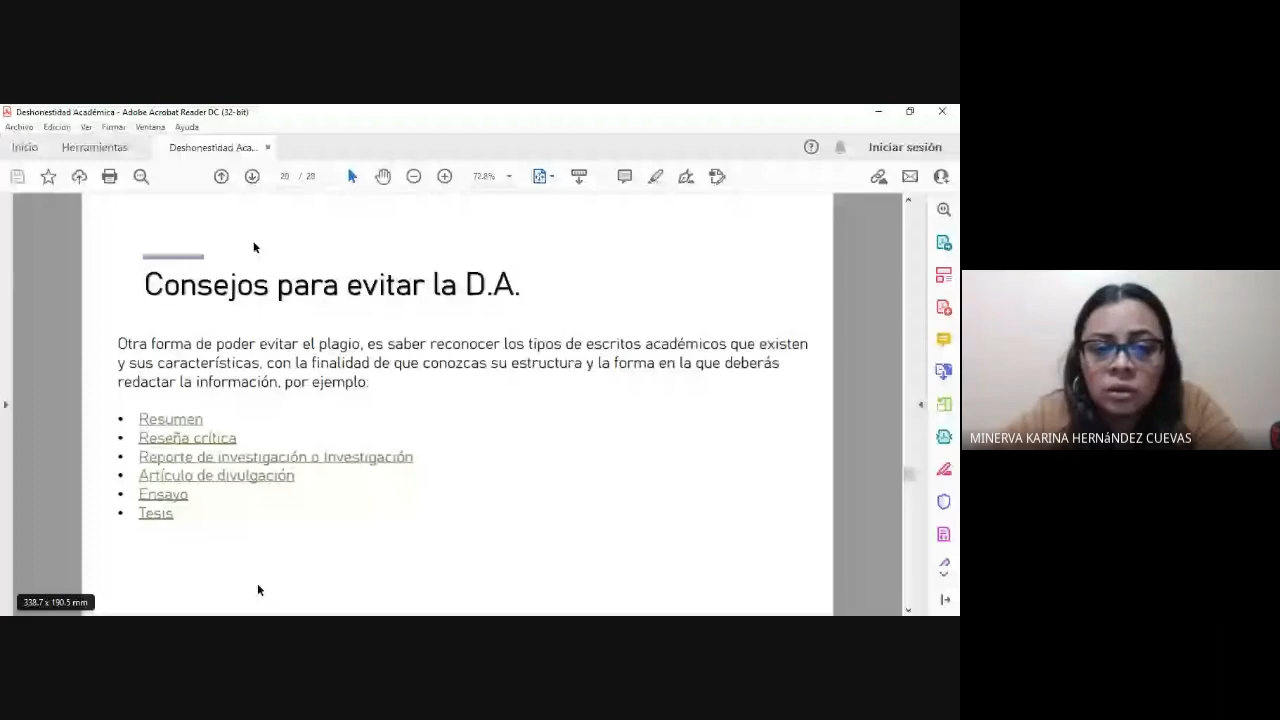 Deshonestidad Académica - Adobe Acrobat Reader DC (32-bit)
Archivo Edición Ver Firmar Ventana Ayuda
Inicio Herramientas Deshonestidad Aca... × Iniciar sesión
20 / 28 72.8%
Consejos para evitar la D.A.
Otra forma de poder evitar el plagio, es saber reconocer los tipos de escritos académicos que existen
y sus características, con la finalidad de que conozcas su estructura y la forma en la que deberás
redactar la información, por ejemplo:
• Resumen
• Reseña crítica
• Reporte de investigación o Investigación
• Artículo de divulgación
• Ensayo
• Tesis
338.7 x 190.5 mm
MINERVA KARINA HERNáNDEZ CUEVAS